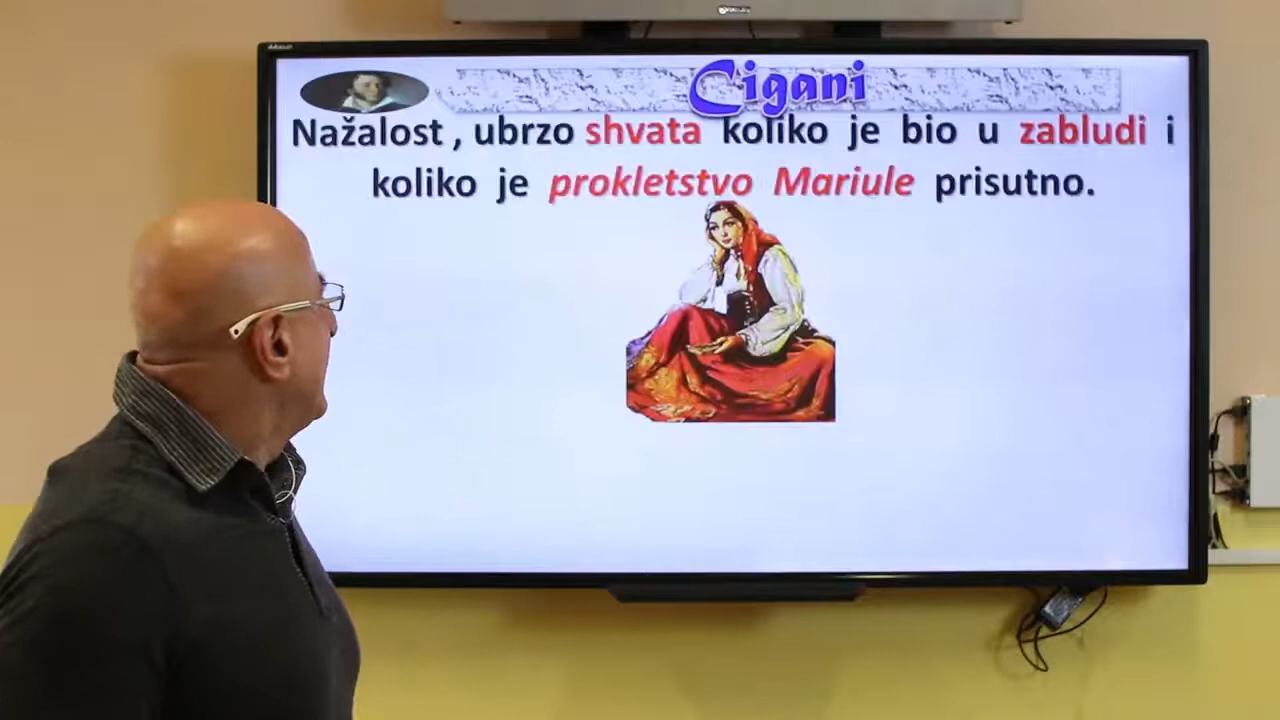 Cigani
Nažalost , ubrzo shvata koliko je bio u zabludi i
koliko je prokletstvo Mariule prisutno.